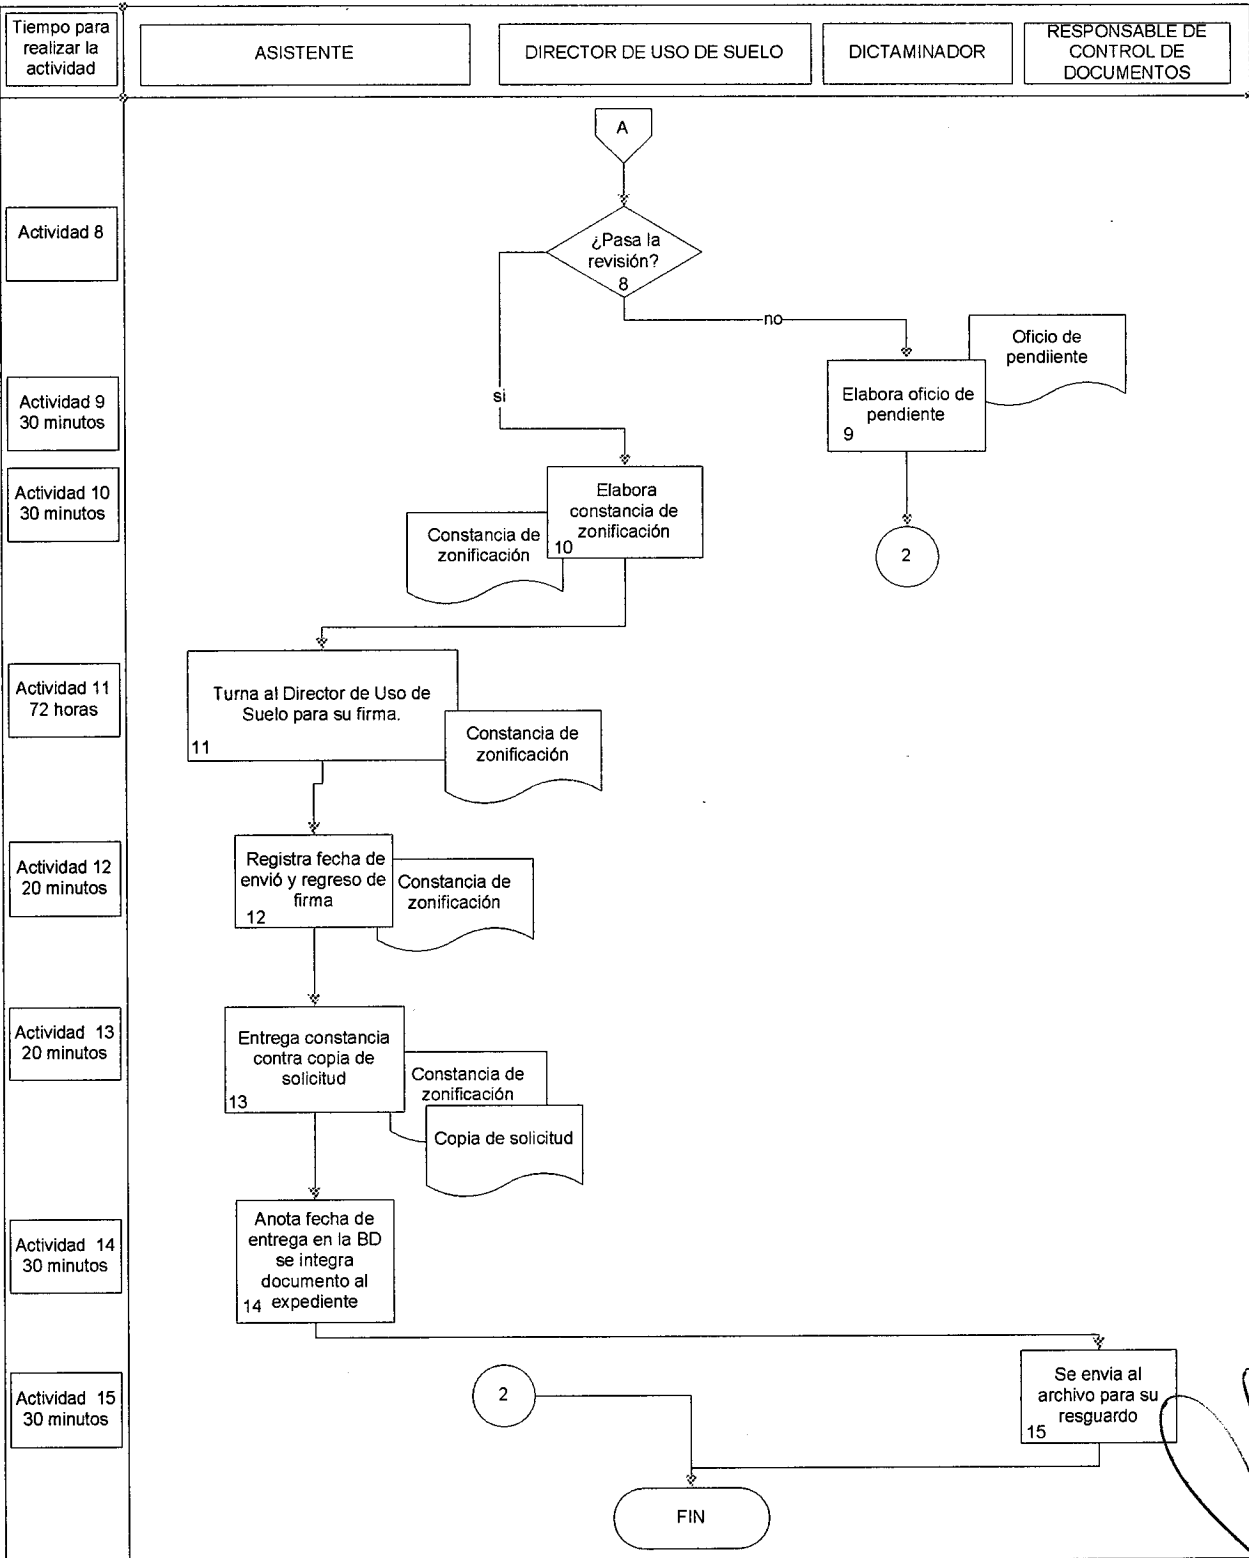 Tiempo para
realizar la
actividad
ASISTENTE
DIRECTOR DE USO DE SUELO
DICTAMINADOR
RESPONSABLE DE
CONTROL DE
DOCUMENTOS
A
Actividad 8
¿Pasa la
revisión?
8
no
Oficio de
pendiiente
si
Actividad 9
30 minutos
Elabora oficio de
pendiente
9
Actividad 10
30 minutos
Elabora
constancia de
zonificación
10
Constancia de
zonificación
2
Actividad 11
72 horas
Turna al Director de Uso de
Suelo para su firma.
11
Constancia de
zonificación
Actividad 12
20 minutos
Registra fecha de
envió y regreso de
firma
12
Constancia de
zonificación
Actividad 13
20 minutos
Entrega constancia
contra copia de
solicitud
13
Constancia de
zonificación
Copia de solicitud
Actividad 14
30 minutos
Anota fecha de
entrega en la BD
se integra
documento al
14 expediente
Actividad 15
30 minutos
2
Se envia al
archivo para su
resguardo
15
FIN